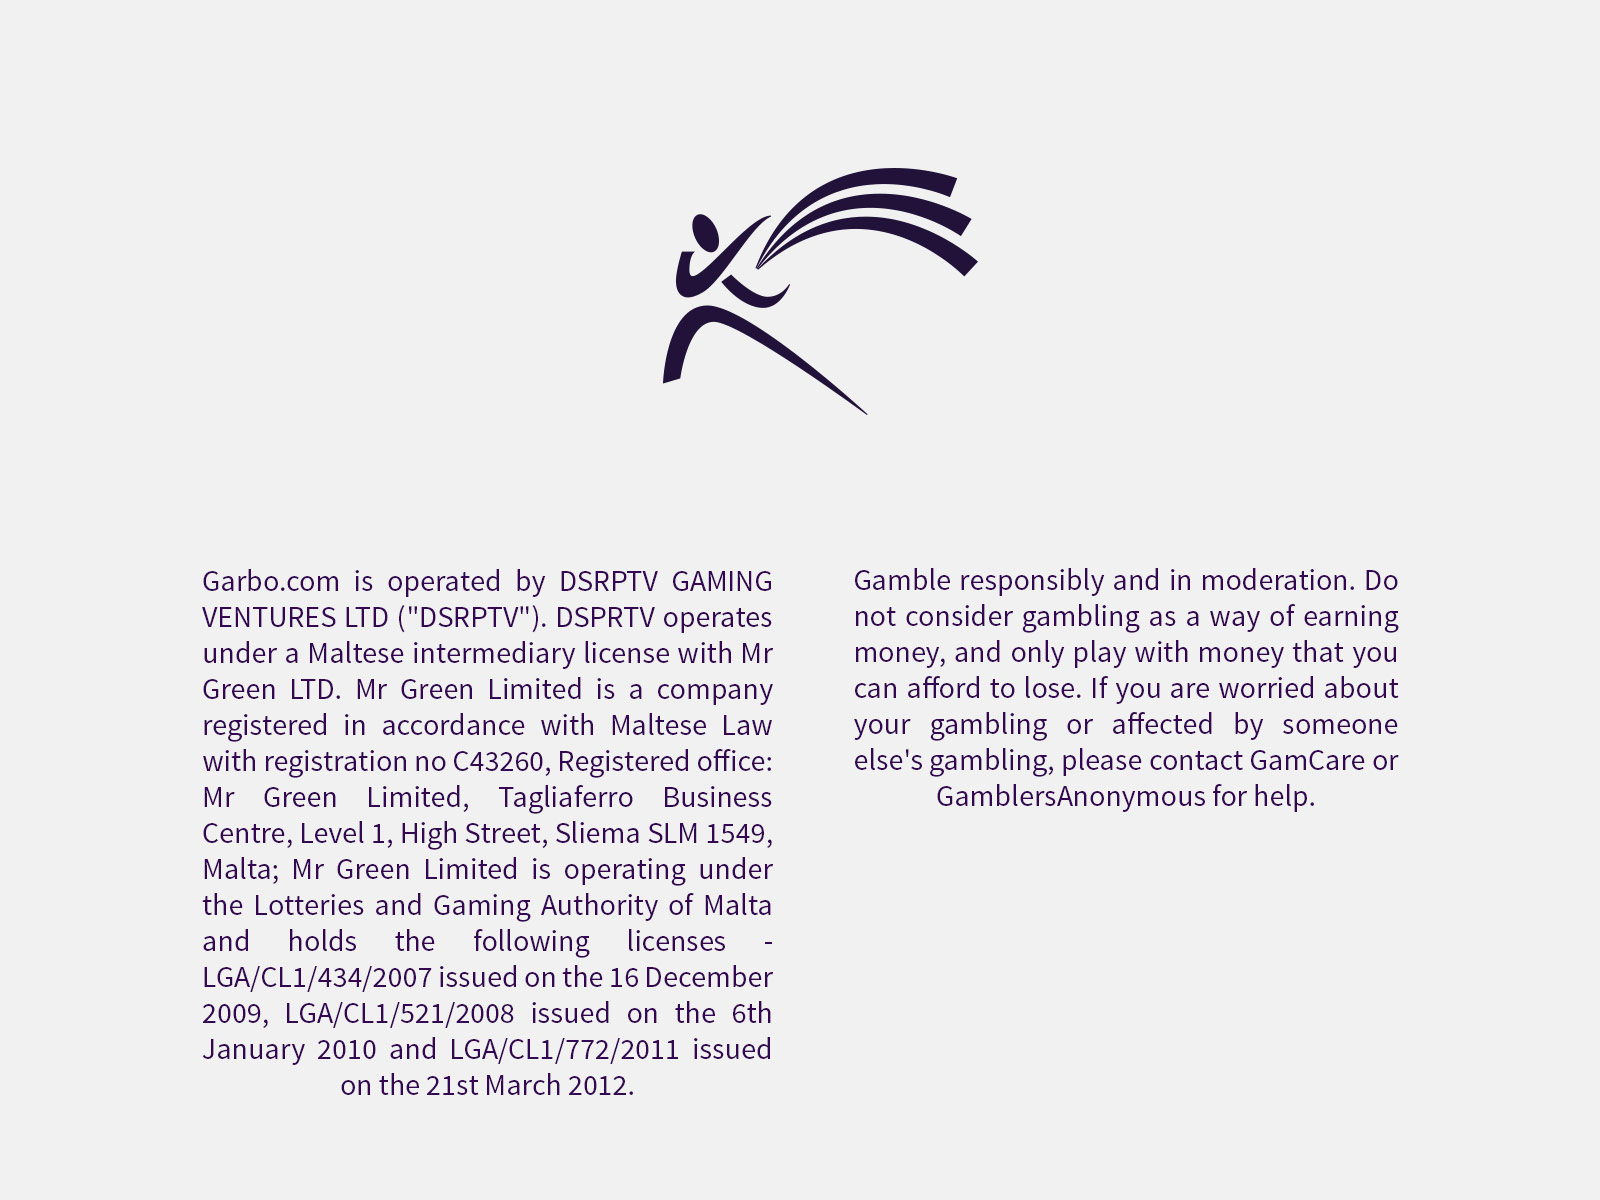 Garbo.com is operated by DSRPTV GAMING
VENTURES LTD ("DSRPTV"). DSPRTV operates
under a Maltese intermediary license with Mr
Green LTD. Mr Green Limited is a company
registered in accordance with Maltese Law
with registration no C43260, Registered office:
Mr Green Limited, Tagliaferro Business
Centre, Level 1, High Street, Sliema SLM 1549,
Malta; Mr Green Limited is operating under
the Lotteries and Gaming Authority of Malta
and holds the following licenses -
LGA/CL1/434/2007 issued on the 16 December
2009, LGA/CL1/521/2008 issued on the 6th
January 2010 and LGA/CL1/772/2011 issued
on the 21st March 2012.
Gamble responsibly and in moderation. Do
not consider gambling as a way of earning
money, and only play with money that you
can afford to lose. If you are worried about
your gambling or affected by someone
else's gambling, please contact GamCare or
GamblersAnonymous for help.